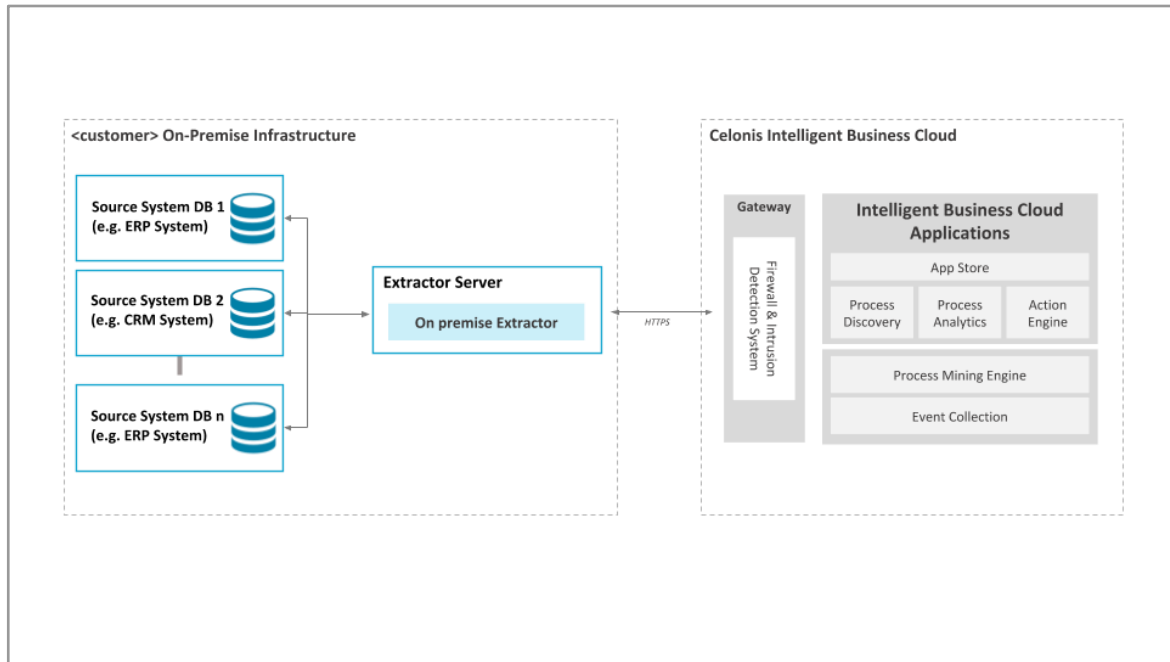 <customer> On-Premise Infrastructure
Source System DB 1
(e.g. ERP System)
Source System DB 2
(e.g. CRM System)
Source System DB n
(e.g. ERP System)
Extractor Server
On premise Extractor
HTTPS
Celonis Intelligent Business Cloud
Gateway
Firewall & Intrusion
Detection System
Intelligent Business Cloud
Applications
App Store
Process
Discovery
Process
Analytics
Action
Engine
Process Mining Engine
Event Collection